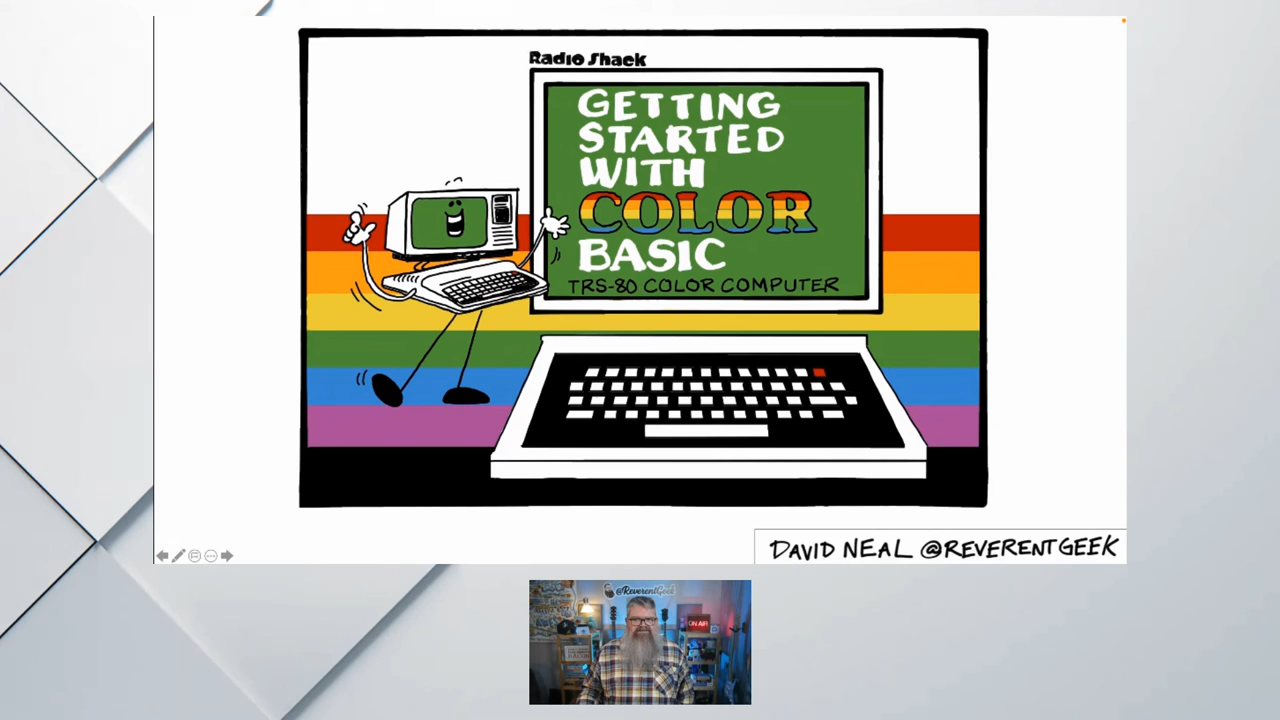 Radio Shack
GETTING
STARTED
WITH
COLOR
BASIC
TRS-80 COLOR COMPUTER
DAVID NEAL @REVERENTGEEK
@ReverentGeek
ON AIR